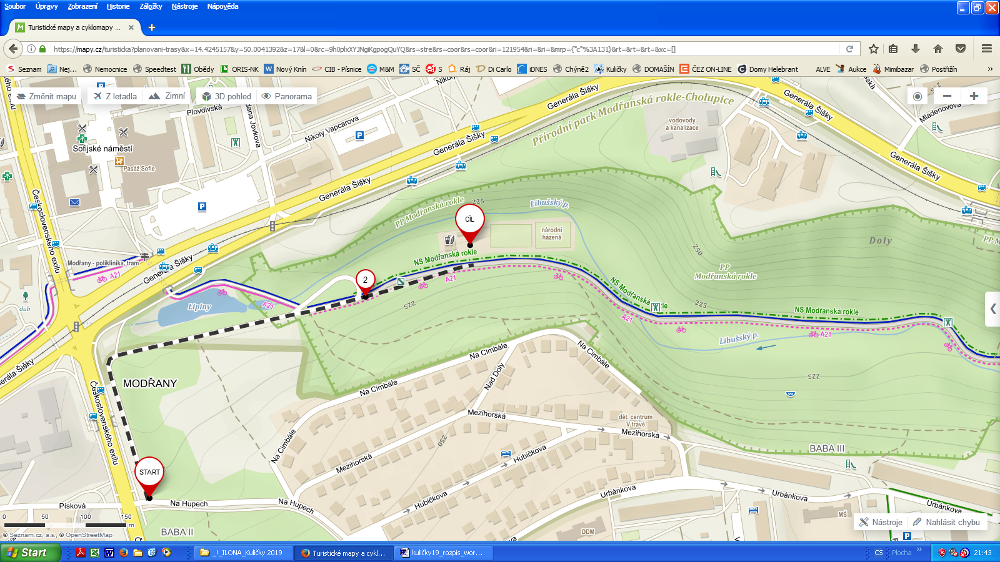 Soubor Úpravy Zobrazení Historie Záložky Nástroje Nápověda
Turistické mapy a cyklomapy ...
https://mapy.cz/turisticka?planovani-trasy&x=14.4245157&y=50.0041392&z=17&l=0&rc=9h0plxXYJNgiKgpogQuYQ&rs=stre&rs=coor&rs=coor&ri=121954&ri=&ri=&mrp={"c"%3A131}&rt=&rt=&rt=&xc=[]
Seznam Nej... Nemocnice Speedtest Obědy ORIS-NK Nový Knín CIB - Písnice M&M SČ S Ráj Di Carlo iDNES Chýně2 Kuličky DOMAŠÍN ČEZ ON-LINE Domy Helebrant ALVE Aukce Mimibazar Postřižín
Změnit mapu Z letadla Zimní 3D pohled Panorama
Plovdivská
Nikoly Vapcarova
Generála Šišky
Přírodní park Modřanská rokle-Cholupice
Generála Šišky
Mladenovova
vodovody
a kanalizace
Sofijské náměstí
Pasáž Sofie
Generála Šišky
Generála Šišky
Generála Šišky
Československého exilu
PP Modřanská rokle
225
Libušský p.
CÍL
národní
házená
Doly
250
PP
Modřanská rokle
NS Modřanská rokle
Modřany - poliklinika, tram
A21
Generála Šišky
2
A21
NS Modřanská rokle
225
NS Modřanská rokle
dub
Lipiny
A21
225
A21
Libušský p.
A21
Na Cimbále
Na Cimbále
Nad Doly
225
MODŘANY
Na Cimbále
Československého exilu
Mezihorská
dět. centrum
V trávě
Mezihorská
Na Cimbále
250
BABA III
Mezihorská
Hubičkova
START
Písková
Na Hupech
Na Hupech
Hubičkova
Urbánkova
Urbánkova
Urbánkova
0 50 100 150 m
MŠ
Nástroje Nahlásit chybu
BABA II
DDM
© Seznam.cz, a.s., © OpenStreetMap
Start _!_ILONA_Kuličky 2019 Turistické mapy a cykl... kuličky19_rozpis_wor... CS Plocha 21:43